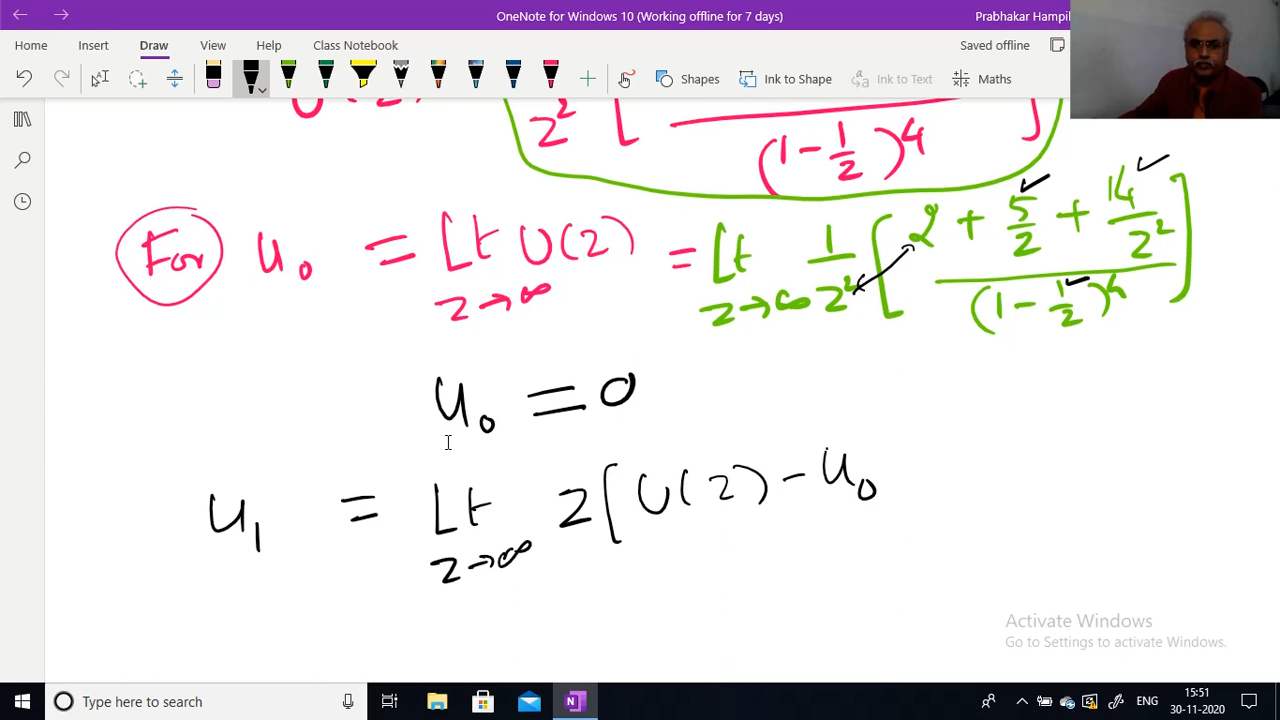 OneNote for Windows 10 (Working offline for 7 days) Prabhakar Hampil
Home Insert Draw View Help Class Notebook Saved offline
Shapes Ink to Shape Ink to Text Maths
U(z) z² [ (1-1/z)⁴ ]
For u₀ = Lt z→∞ U(z) = Lt z→∞ 1/z² [ (2 + 5/z + 14/z²) / (1-1/z)⁴ ]
u₀ = 0
u₁ = Lt z→∞ z[U(z) - u₀
Activate Windows
Go to Settings to activate Windows.
Type here to search ENG 15:51
30-11-2020